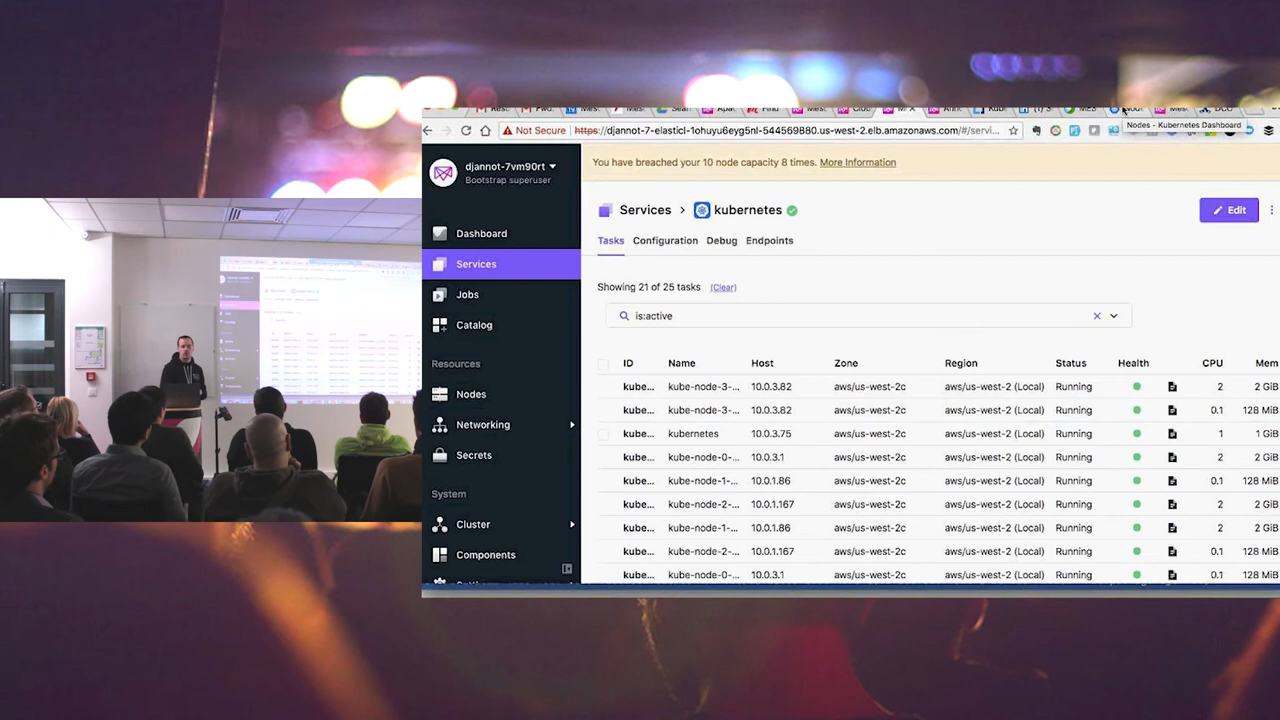 Not Secure https://djannot-7-elasticl-1ohuyu6eyg5nl-544569880.us-west-2.elb.amazonaws.com/#/servi...
Nodes - Kubernetes Dashboard
djannot-7vm90rt
Bootstrap superuser
You have breached your 10 node capacity 8 times. More Information
Services > kubernetes
Edit
Dashboard
Services
Jobs
Catalog
Resources
Nodes
Networking
Secrets
System
Cluster
Components
Tasks Configuration Debug Endpoints
Showing 21 of 25 tasks (Clear)
is:active
ID Name Host Zone Region Status Health CPU Mem
kube... kube-node-3-... 10.0.3.82 aws/us-west-2c aws/us-west-2 (Local) Running 2 2 GiB
kube... kube-node-3-... 10.0.3.82 aws/us-west-2c aws/us-west-2 (Local) Running 0.1 128 MiB
kube... kubernetes 10.0.3.75 aws/us-west-2c aws/us-west-2 (Local) Running 1 1 GiB
kube... kube-node-0-... 10.0.3.1 aws/us-west-2c aws/us-west-2 (Local) Running 2 2 GiB
kube... kube-node-1-... 10.0.1.86 aws/us-west-2c aws/us-west-2 (Local) Running 0.1 128 MiB
kube... kube-node-2-... 10.0.1.167 aws/us-west-2c aws/us-west-2 (Local) Running 2 2 GiB
kube... kube-node-1-... 10.0.1.86 aws/us-west-2c aws/us-west-2 (Local) Running 2 2 GiB
kube... kube-node-2-... 10.0.1.167 aws/us-west-2c aws/us-west-2 (Local) Running 0.1 128 MiB
kube... kube-node-0-... 10.0.3.1 aws/us-west-2c aws/us-west-2 (Local) Running 0.1 128 MiB